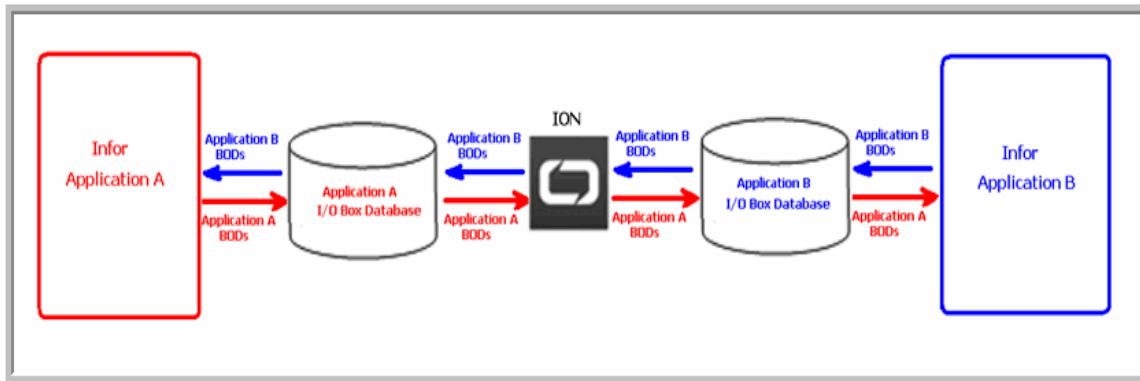 Infor
Application A
Application B
BODs
Application A
BODs
Application A
I/O Box Database
Application B
BODs
Application A
BODs
ION
Application B
BODs
Application A
BODs
Application B
I/O Box Database
Application B
BODs
Application A
BODs
Infor
Application B